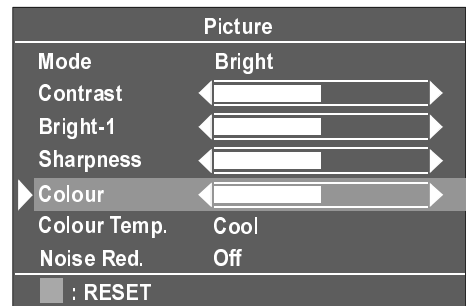 Picture
Mode Bright
Contrast
Bright-1
Sharpness
Colour
Colour Temp. Cool
Noise Red. Off
: RESET